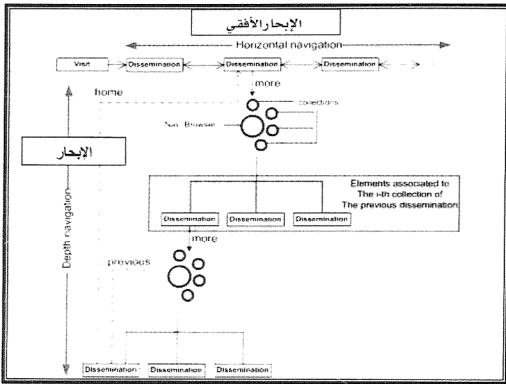 الإبحار الأفقي
Horizontal navigation
Visit Dissemination Dissemination Dissemination
more
home
collections
Browser
الإبحار
Depth navigation
Elements associated to
The i-th collection of
The previous dissemination
Dissemination Dissemination Dissemination
more
previous
Dissemination Dissemination Dissemination